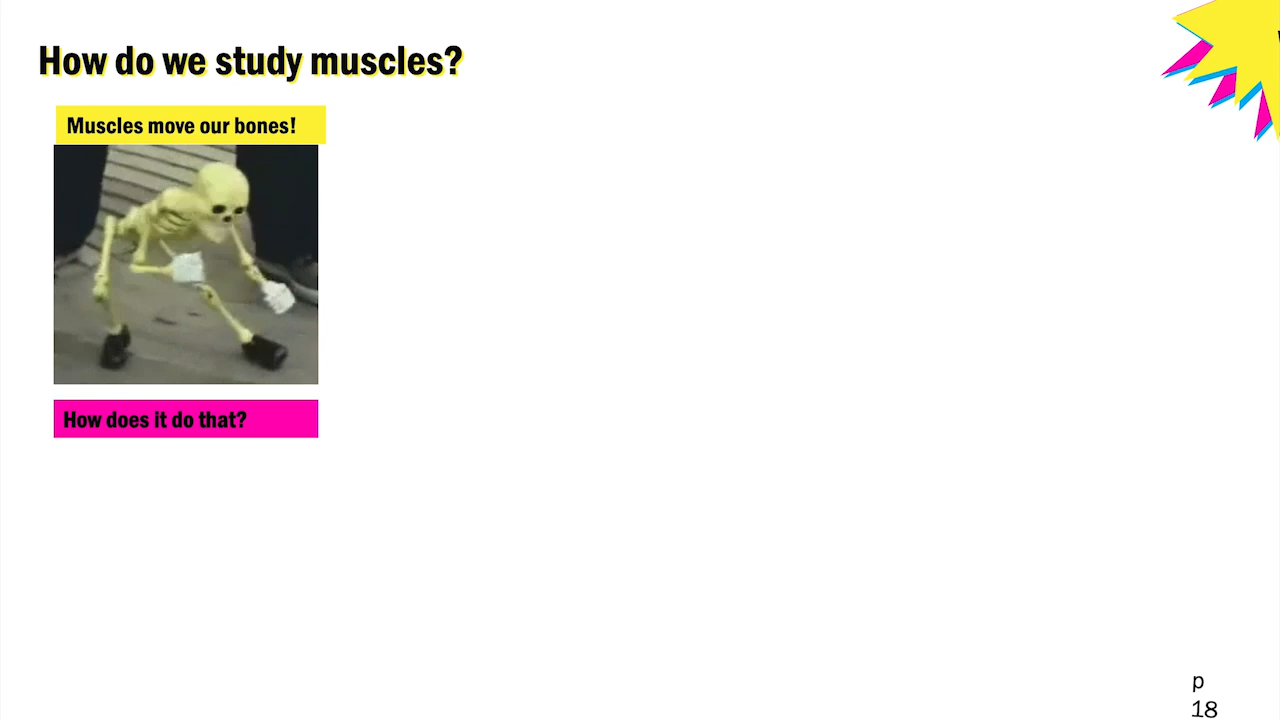 How do we study muscles?
Muscles move our bones!
How does it do that?
p
18